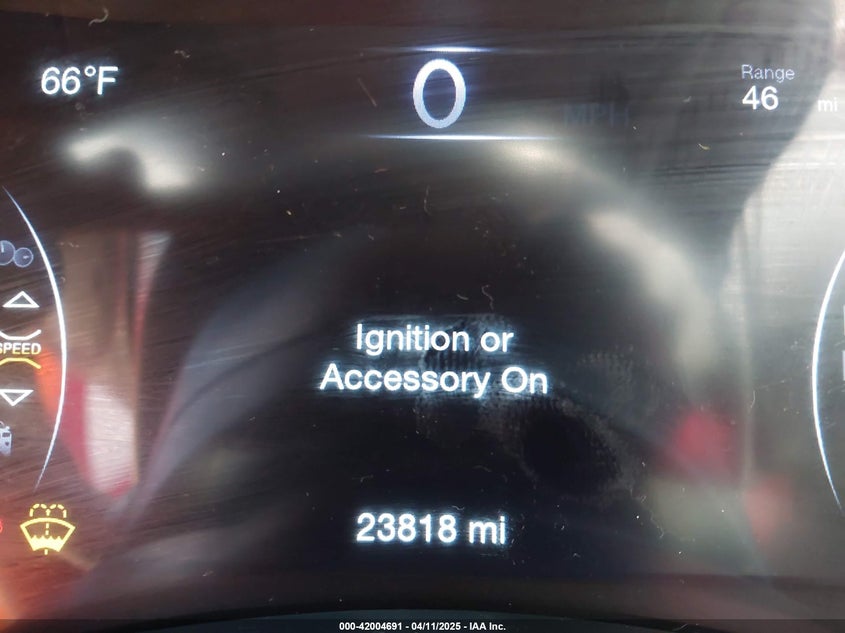 66°F
0
MPH
Range
46 mi
SPEED
Ignition or
Accessory On
23818 mi
000-42004691 - 04/11/2025 - IAA Inc.